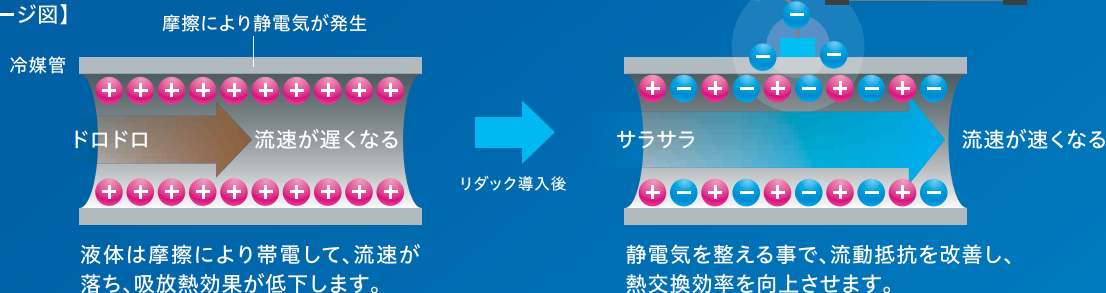 ージ図】
摩擦により静電気が発生
冷媒管
ドロドロ
流速が遅くなる
液体は摩擦により帯電して、流速が
落ち、吸放熱効果が低下します。
リダック導入後
サラサラ
流速が速くなる
静電気を整える事で、流動抵抗を改善し、
熱交換効率を向上させます。